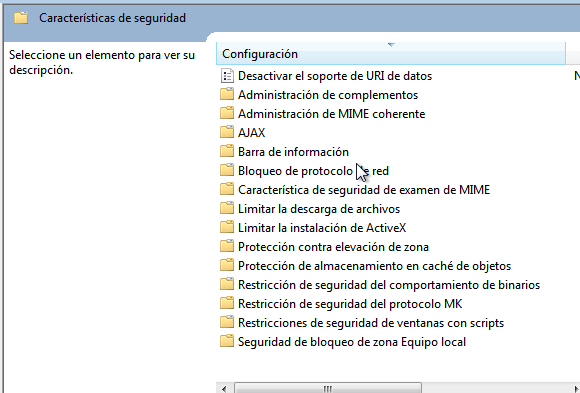 Características de seguridad
Seleccione un elemento para ver su
descripción.
Configuración
Desactivar el soporte de URI de datos
N
Administración de complementos
Administración de MIME coherente
AJAX
Barra de información
Bloqueo de protocolo de red
Característica de seguridad de examen de MIME
Limitar la descarga de archivos
Limitar la instalación de ActiveX
Protección contra elevación de zona
Protección de almacenamiento en caché de objetos
Restricción de seguridad del comportamiento de binarios
Restricción de seguridad del protocolo MK
Restricciones de seguridad de ventanas con scripts
Seguridad de bloqueo de zona Equipo local